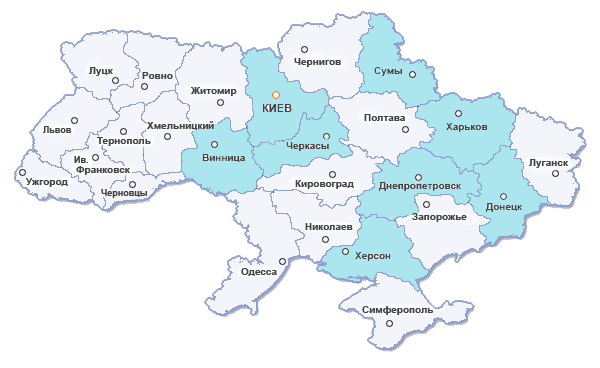 Чернигов
Сумы
Луцк
Ровно
Житомир
КИЕВ
Полтава
Харьков
Львов
Хмельницкий
Тернополь
Черкасы
Винница
Ив.
Франковск
Луганск
Ужгород
Черновцы
Кировоград
Днепропетровск
Донецк
Запорожье
Николаев
Херсон
Одесса
Симферополь